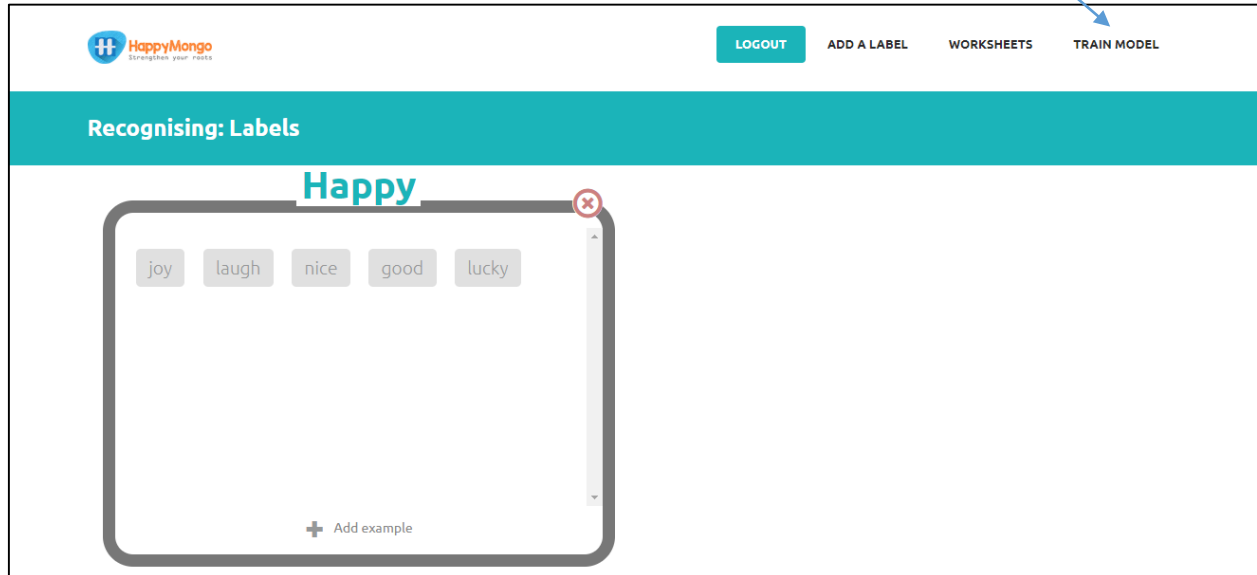 HappyMongo
Strengthen your roots
LOGOUT ADD A LABEL WORKSHEETS TRAIN MODEL
Recognising: Labels
Happy
joy laugh nice good lucky
Add example